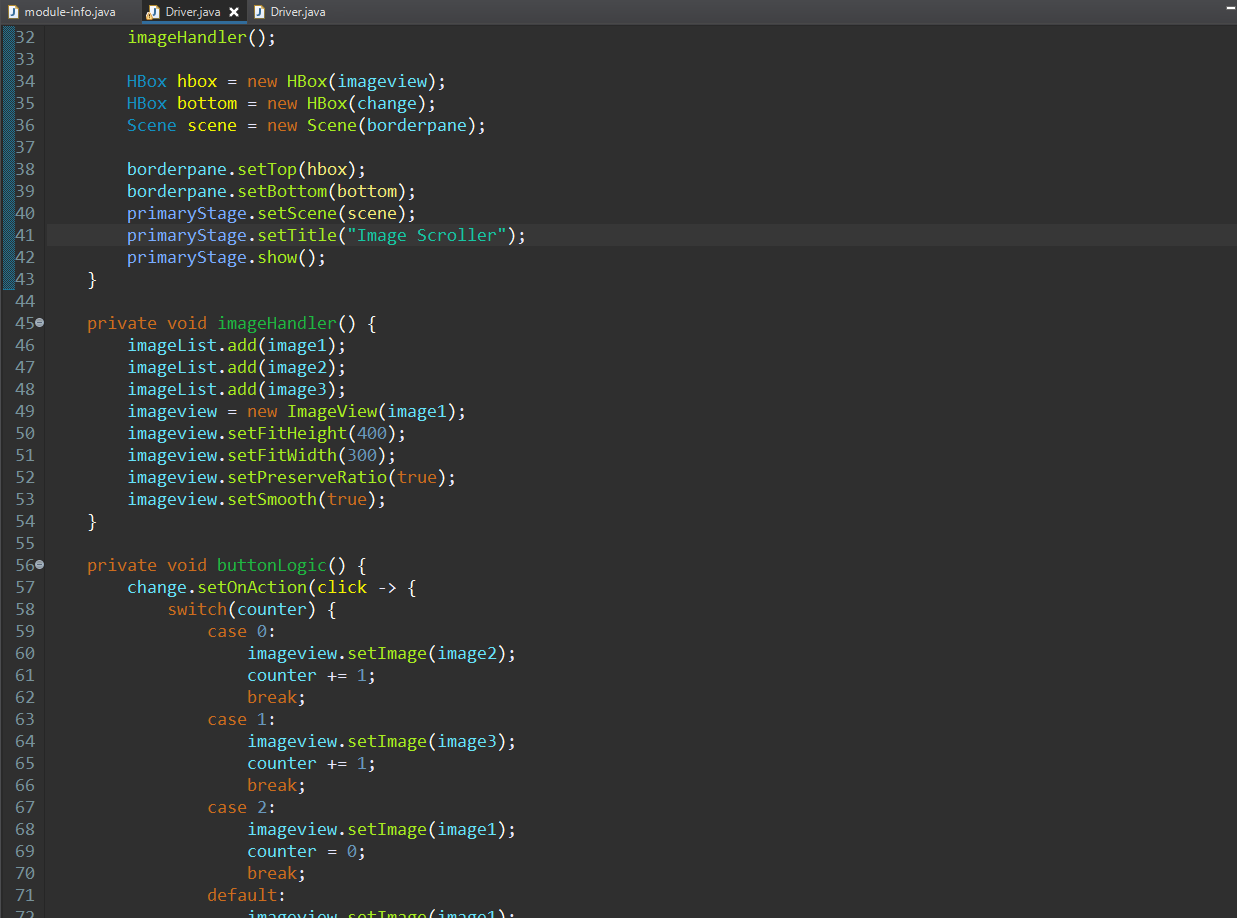 module-info.java Driver.java Driver.java
32 imageHandler();
33
34 HBox hbox = new HBox(imageview);
35 HBox bottom = new HBox(change);
36 Scene scene = new Scene(borderpane);
37
38 borderpane.setTop(hbox);
39 borderpane.setBottom(bottom);
40 primaryStage.setScene(scene);
41 primaryStage.setTitle("Image Scroller");
42 primaryStage.show();
43 }
44
45 private void imageHandler() {
46 imageList.add(image1);
47 imageList.add(image2);
48 imageList.add(image3);
49 imageview = new ImageView(image1);
50 imageview.setFitHeight(400);
51 imageview.setFitWidth(300);
52 imageview.setPreserveRatio(true);
53 imageview.setSmooth(true);
54 }
55
56 private void buttonLogic() {
57 change.setOnAction(click -> {
58 switch(counter) {
59 case 0:
60 imageview.setImage(image2);
61 counter += 1;
62 break;
63 case 1:
64 imageview.setImage(image3);
65 counter += 1;
66 break;
67 case 2:
68 imageview.setImage(image1);
69 counter = 0;
70 break;
71 default:
72 imageview.setImage(image1);